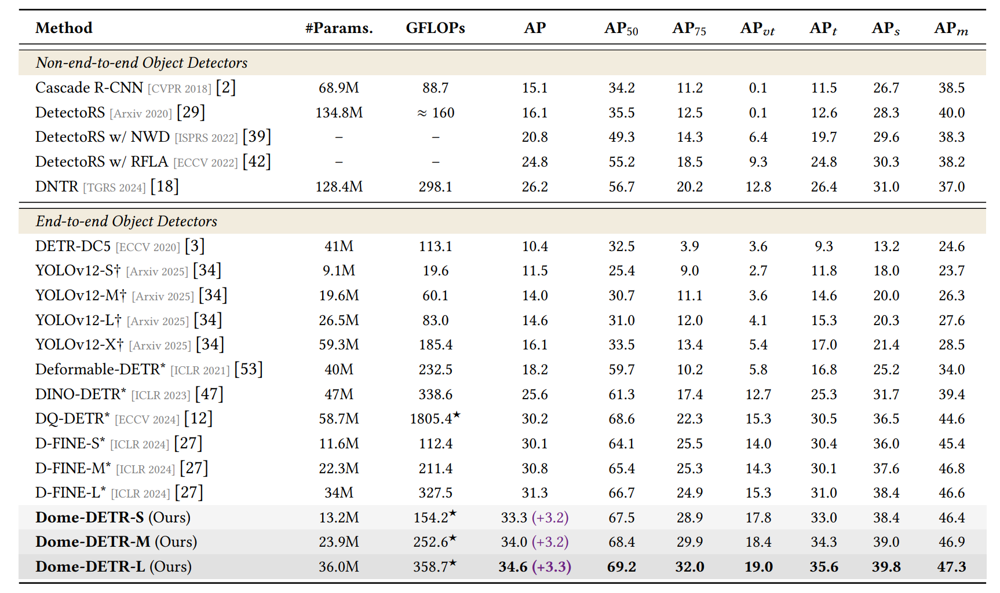 Method #Params. GFLOPs AP AP50 AP75 APvt APt APs APm
Non-end-to-end Object Detectors
Cascade R-CNN [CVPR 2018] [2] 68.9M 88.7 15.1 34.2 11.2 0.1 11.5 26.7 38.5
DetectoRS [Arxiv 2020] [29] 134.8M ≈ 160 16.1 35.5 12.5 0.1 12.6 28.3 40.0
DetectoRS w/ NWD [ISPRS 2022] [39] – – 20.8 49.3 14.3 6.4 19.7 29.6 38.3
DetectoRS w/ RFLA [ECCV 2022] [42] – – 24.8 55.2 18.5 9.3 24.8 30.3 38.2
DNTR [TGRS 2024] [18] 128.4M 298.1 26.2 56.7 20.2 12.8 26.4 31.0 37.0
End-to-end Object Detectors
DETR-DC5 [ECCV 2020] [3] 41M 113.1 10.4 32.5 3.9 3.6 9.3 13.2 24.6
YOLOv12-S† [Arxiv 2025] [34] 9.1M 19.6 11.5 25.4 9.0 2.7 11.8 18.0 23.7
YOLOv12-M† [Arxiv 2025] [34] 19.6M 60.1 14.0 30.7 11.1 3.6 14.6 20.0 26.3
YOLOv12-L† [Arxiv 2025] [34] 26.5M 83.0 14.6 31.0 12.0 4.1 15.3 20.3 27.6
YOLOv12-X† [Arxiv 2025] [34] 59.3M 185.4 16.1 33.5 13.4 5.4 17.0 21.4 28.5
Deformable-DETR* [ICLR 2021] [53] 40M 232.5 18.2 59.7 10.2 5.8 16.8 25.2 34.0
DINO-DETR* [ICLR 2023] [47] 47M 338.6 25.6 61.3 17.4 12.7 25.3 31.7 39.4
DQ-DETR* [ECCV 2024] [12] 58.7M 1805.4★ 30.2 68.6 22.3 15.3 30.5 36.5 44.6
D-FINE-S* [ICLR 2024] [27] 11.6M 112.4 30.1 64.1 25.5 14.0 30.4 36.0 45.4
D-FINE-M* [ICLR 2024] [27] 22.3M 211.4 30.8 65.4 25.3 14.3 30.1 37.6 46.8
D-FINE-L* [ICLR 2024] [27] 34M 327.5 31.3 66.7 24.9 15.3 31.0 38.4 46.6
Dome-DETR-S (Ours) 13.2M 154.2★ 33.3 (+3.2) 67.5 28.9 17.8 33.0 38.4 46.4
Dome-DETR-M (Ours) 23.9M 252.6★ 34.0 (+3.2) 68.4 29.9 18.4 34.3 39.0 46.9
Dome-DETR-L (Ours) 36.0M 358.7★ 34.6 (+3.3) 69.2 32.0 19.0 35.6 39.8 47.3